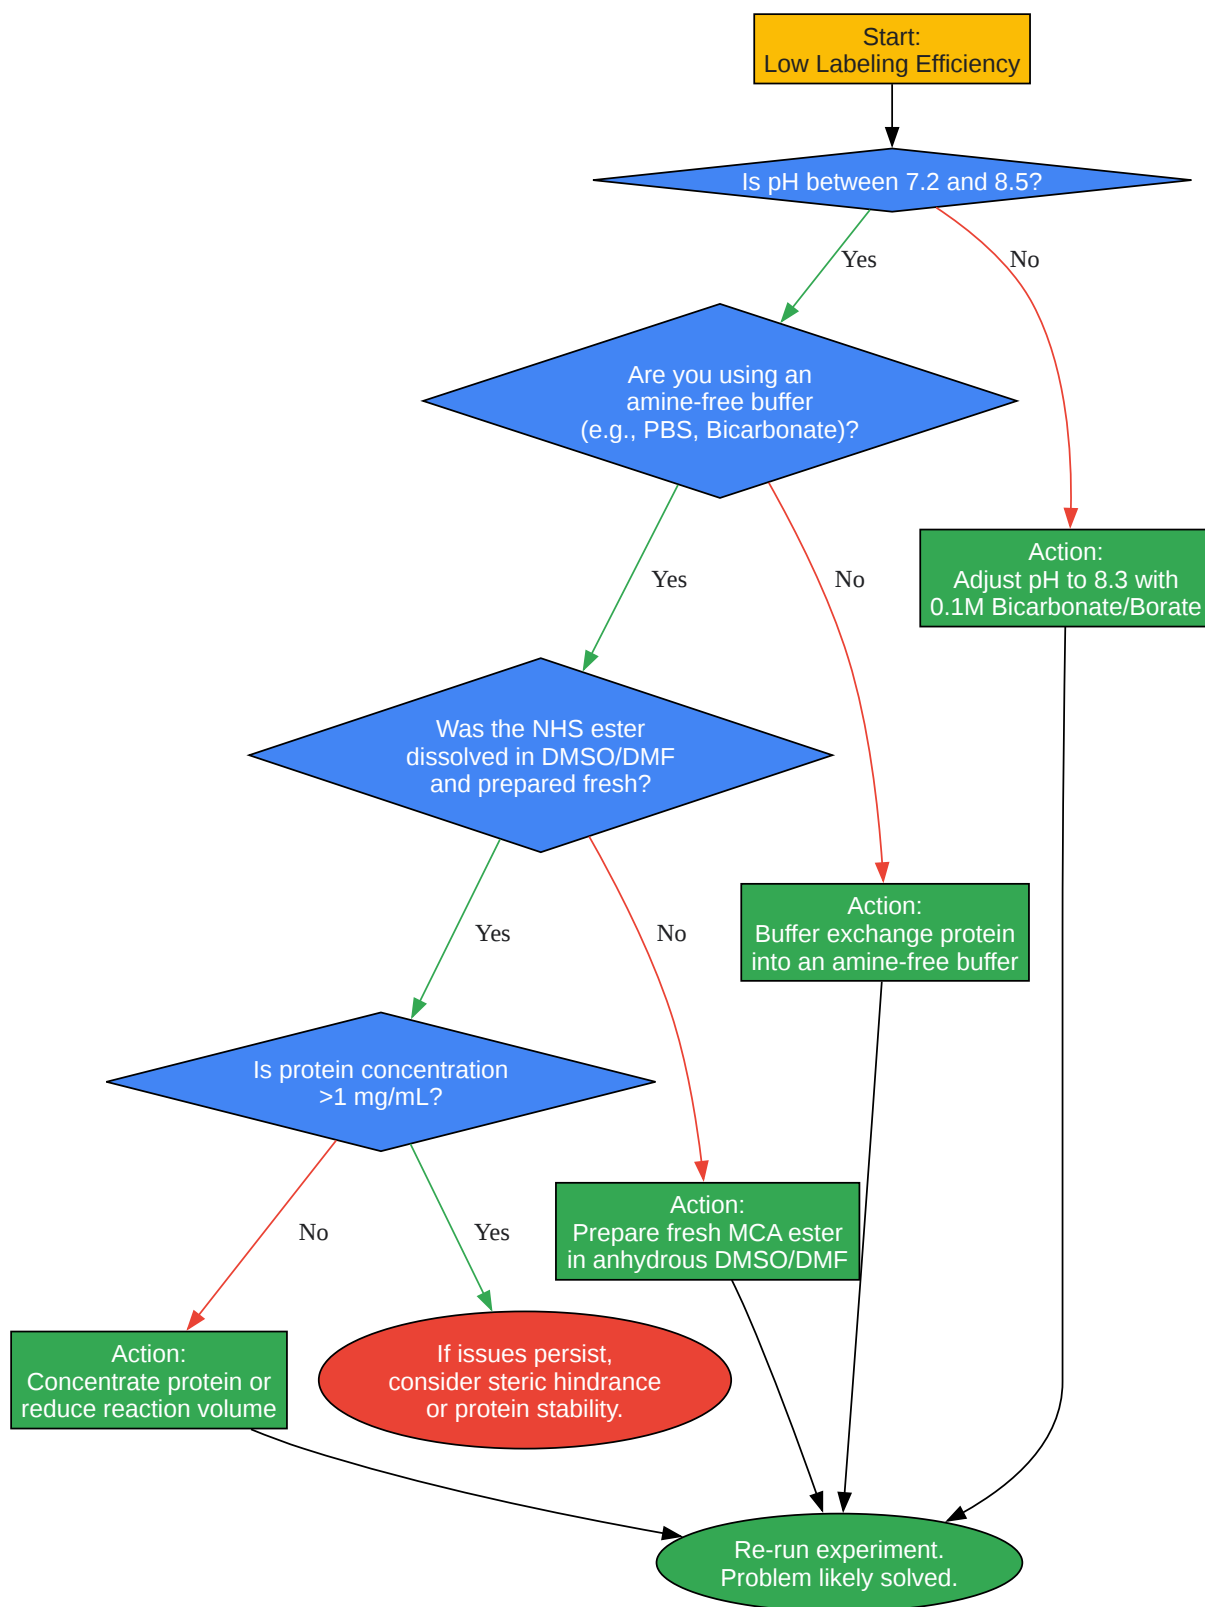 Start:
Low Labeling Efficiency
Is pH between 7.2 and 8.5?
Yes
No
Are you using an
amine-free buffer
(e.g., PBS, Bicarbonate)?
Yes
No
Action:
Adjust pH to 8.3 with
0.1M Bicarbonate/Borate
Was the NHS ester
dissolved in DMSO/DMF
and prepared fresh?
Yes
No
Action:
Buffer exchange protein
into an amine-free buffer
Is protein concentration
>1 mg/mL?
No
Yes
Action:
Prepare fresh MCA ester
in anhydrous DMSO/DMF
Action:
Concentrate protein or
reduce reaction volume
If issues persist,
consider steric hindrance
or protein stability.
Re-run experiment.
Problem likely solved.